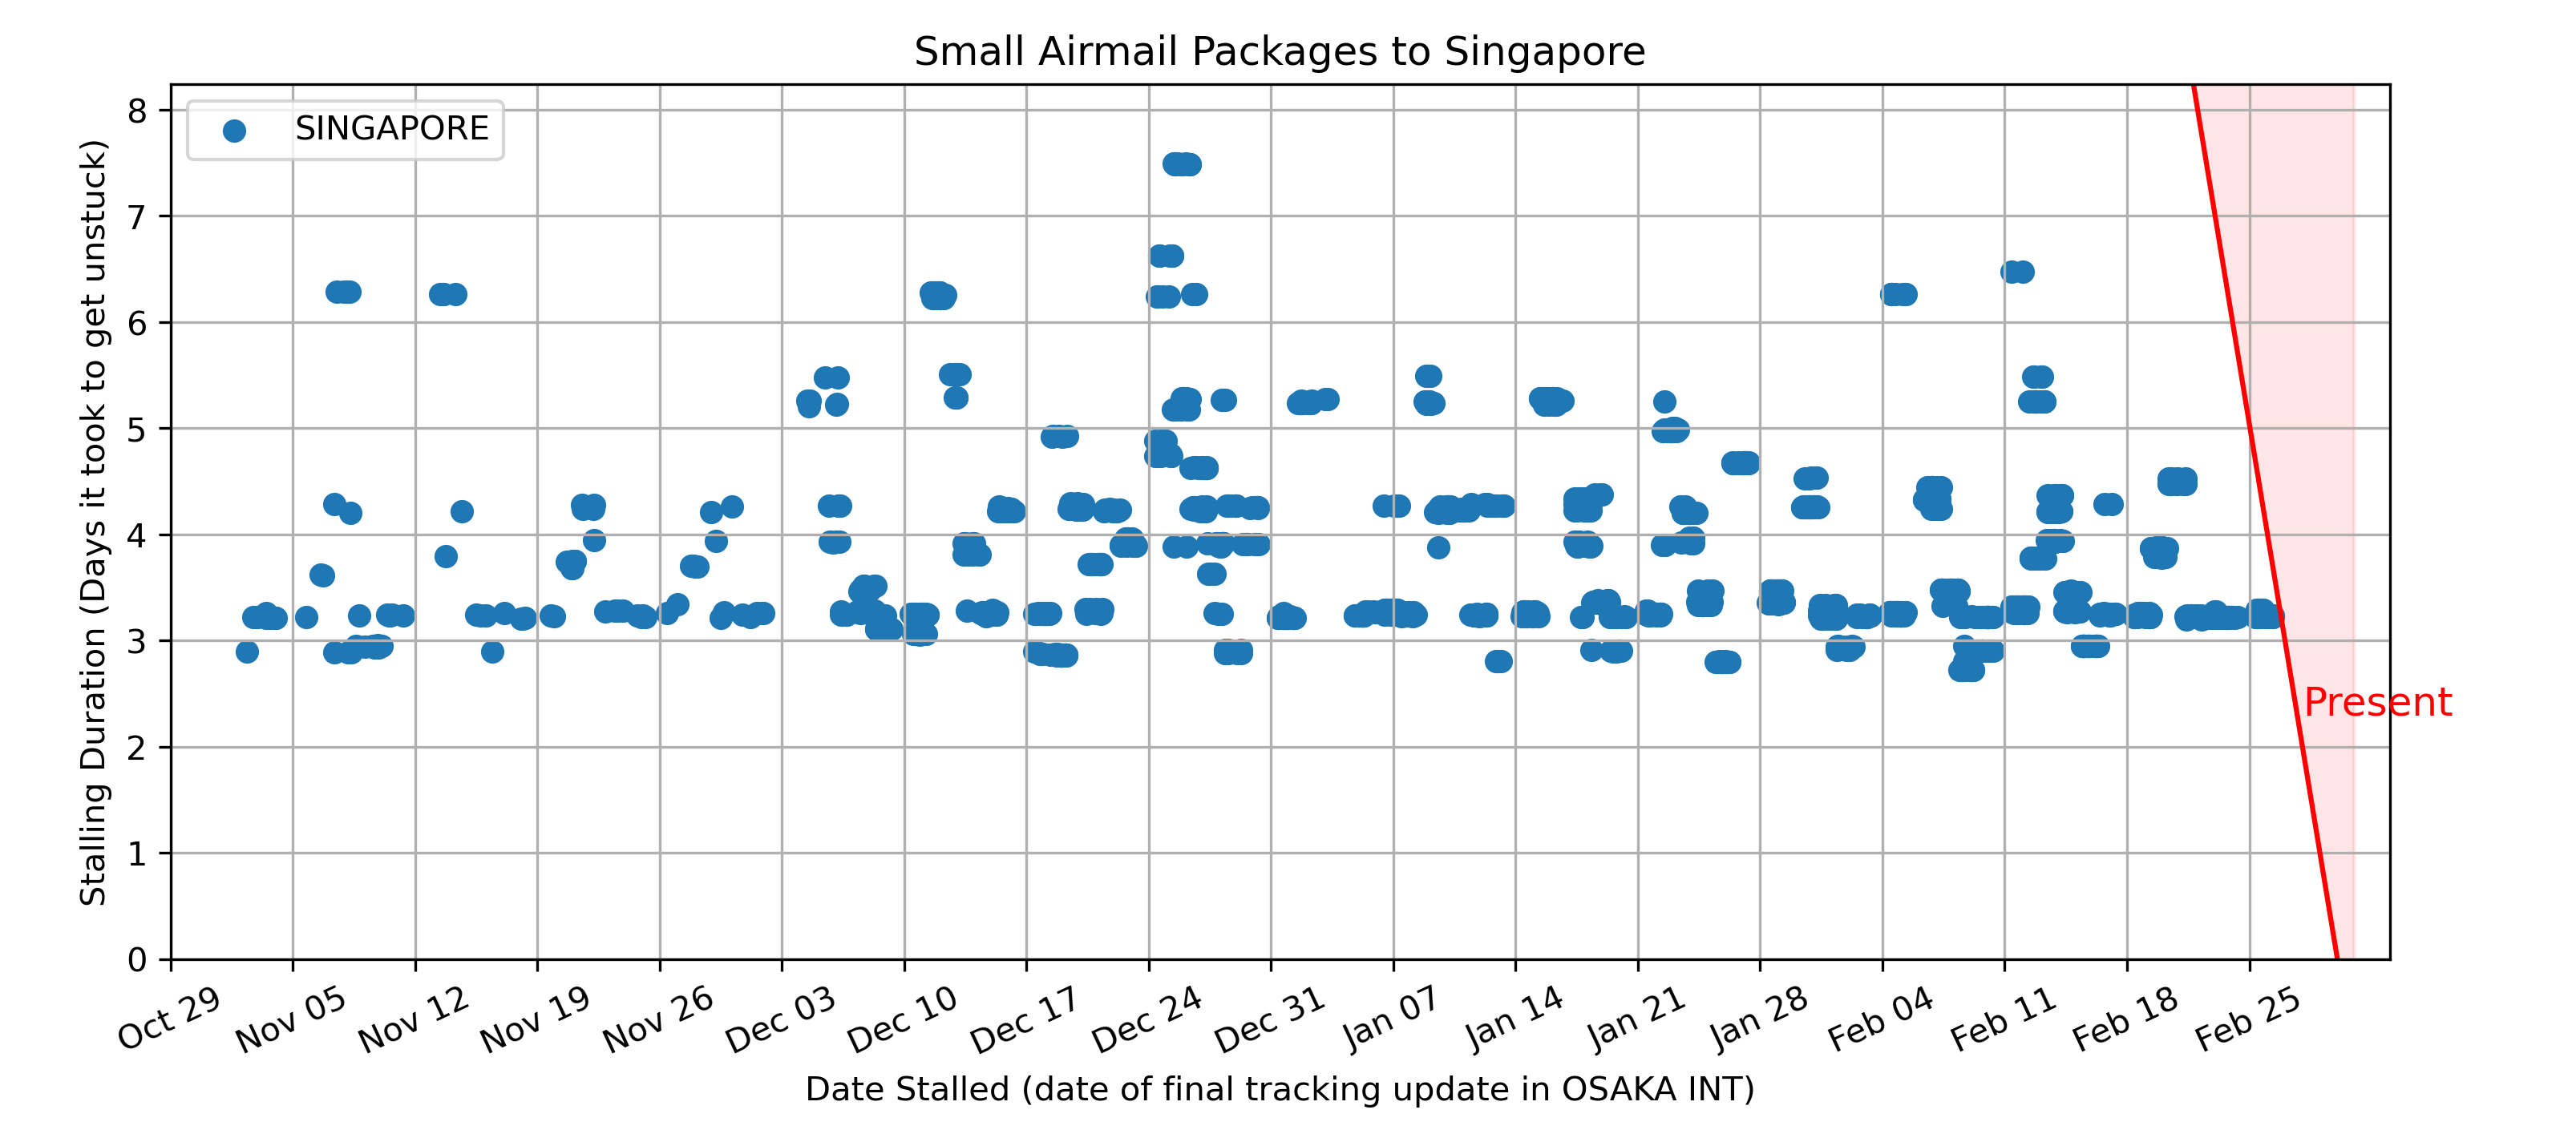 Small Airmail Packages to Singapore
SINGAPORE
Stalling Duration (Days it took to get unstuck)
8
7
6
5
4
3
2
1
0
Present
Oct 29
Nov 05
Nov 12
Nov 19
Nov 26
Dec 03
Dec 10
Dec 17
Dec 24
Dec 31
Jan 07
Jan 14
Jan 21
Jan 28
Feb 04
Feb 11
Feb 18
Feb 25
Date Stalled (date of final tracking update in OSAKA INT)